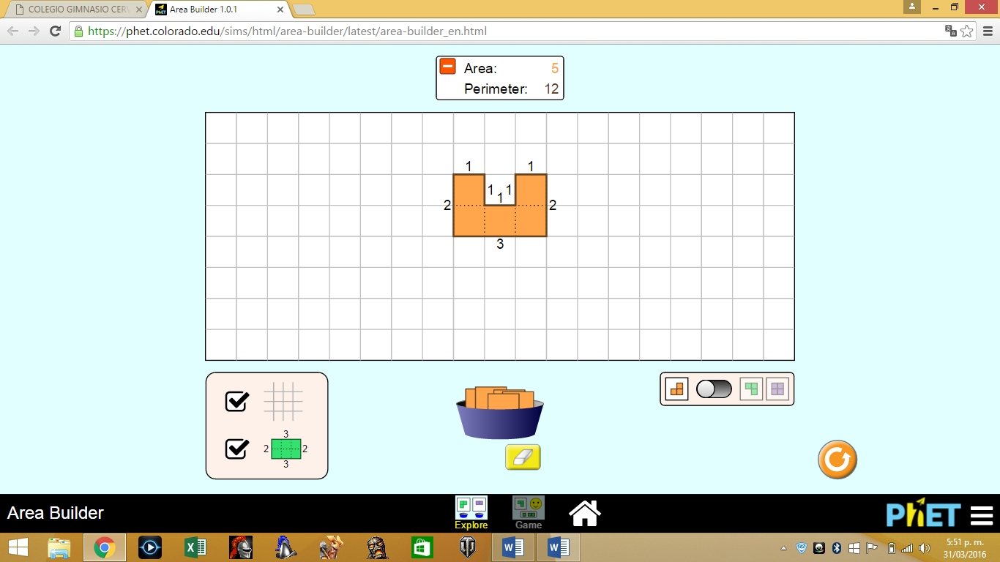 COLEGIO GIMNASIO CER
Area Builder 1.0.1
https://phet.colorado.edu/sims/html/area-builder/latest/area-builder_en.html
Area: 5
Perimeter: 12
1 1
1 1
1
2 2
3
3
2 2
3
Area Builder
Explore
Game
PhET
5:51 p. m.
31/03/2016